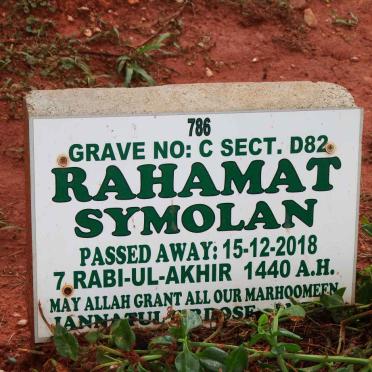 786
GRAVE NO: C SECT. D82
RAHAMAT
SYMOLAN
PASSED AWAY: 15-12-2018
7 RABI-UL-AKHIR 1440 A.H.
MAY ALLAH GRANT ALL OUR MARHOOMEEN
JANNATUL